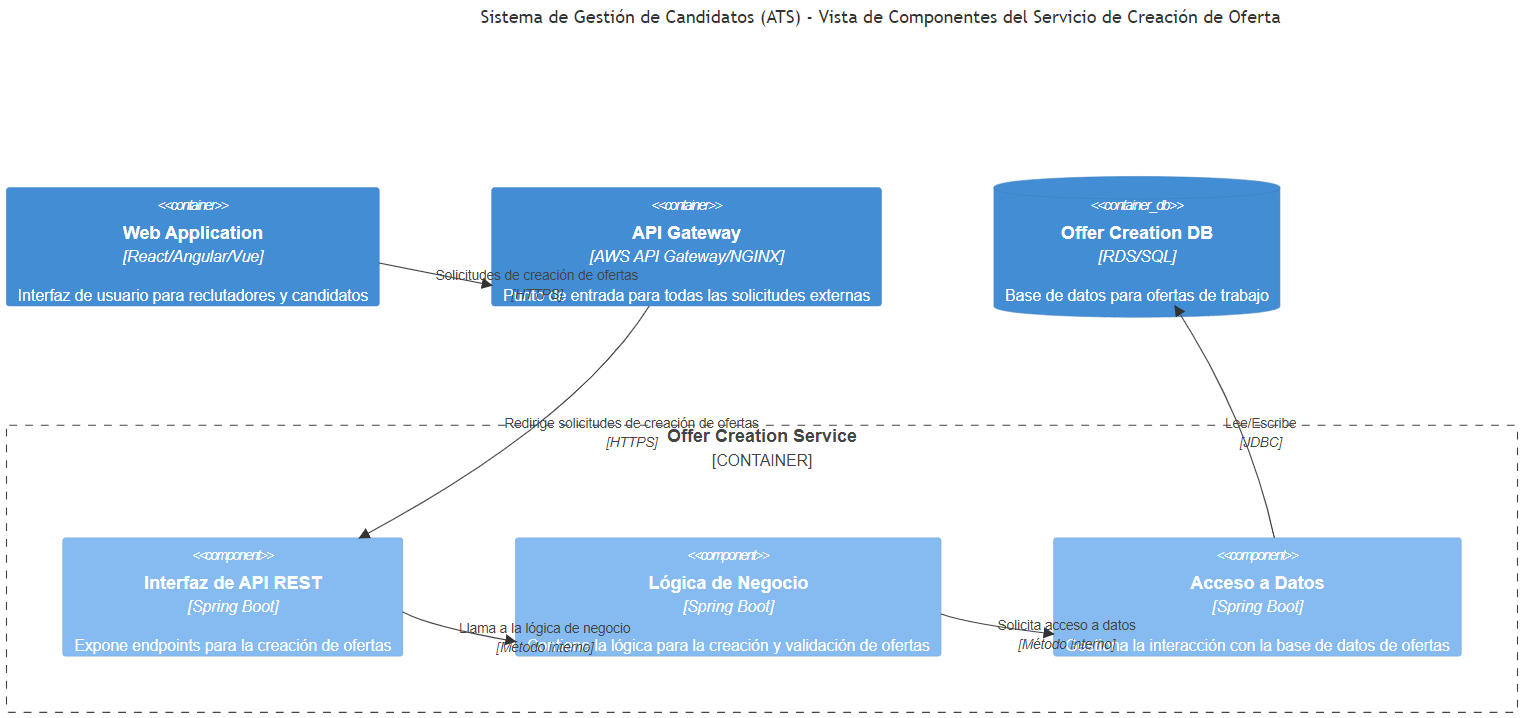 Sistema de Gestión de Candidatos (ATS) - Vista de Componentes del Servicio de Creación de Oferta
<<container>>
Web Application
[React/Angular/Vue]
Interfaz de usuario para reclutadores y candidatos
Solicitudes de creación de ofertas
[HTTPS]
<<container>>
API Gateway
[AWS API Gateway/NGINX]
Punto de entrada para todas las solicitudes externas
<<container_db>>
Offer Creation DB
[RDS/SQL]
Base de datos para ofertas de trabajo
Redirige solicitudes de creación de ofertas
[HTTPS]
Lee/Escribe
[JDBC]
Offer Creation Service
[CONTAINER]
<<component>>
Interfaz de API REST
[Spring Boot]
Expone endpoints para la creación de ofertas
Llama a la lógica de negocio
[Método Interno]
<<component>>
Lógica de Negocio
[Spring Boot]
la lógica para la creación y validación de ofertas
Solicita acceso a datos
[Método Interno]
<<component>>
Acceso a Datos
[Spring Boot]
Gestiona la interacción con la base de datos de ofertas